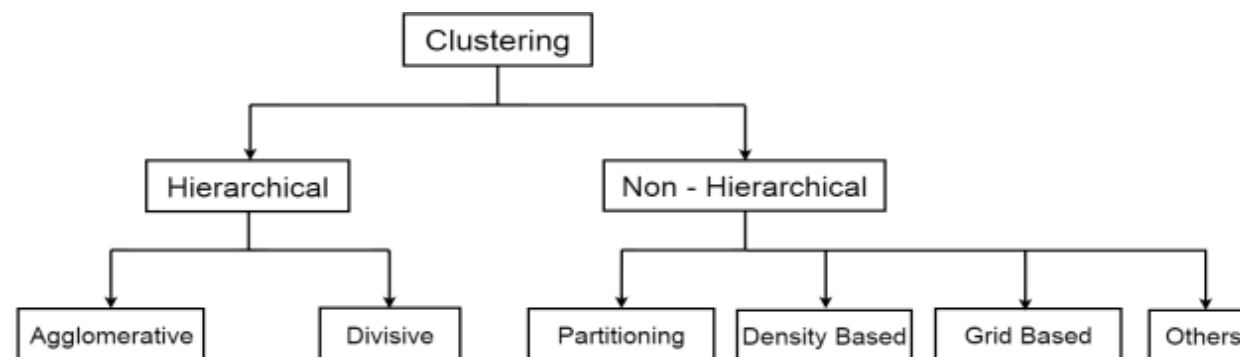 Clustering
Hierarchical
Non - Hierarchical
Agglomerative
Divisive
Partitioning
Density Based
Grid Based
Others